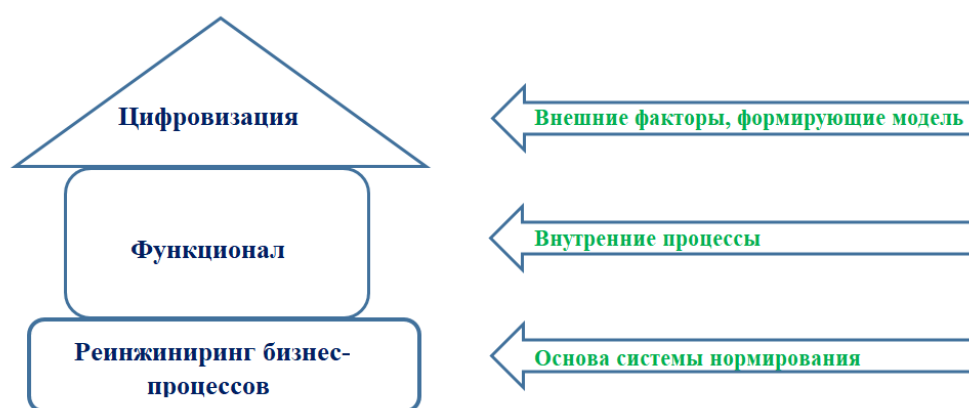 Цифровизация
Внешние факторы, формирующие модель
Функционал
Внутренние процессы
Реинжиниринг бизнес-
процессов
Основа системы нормирования